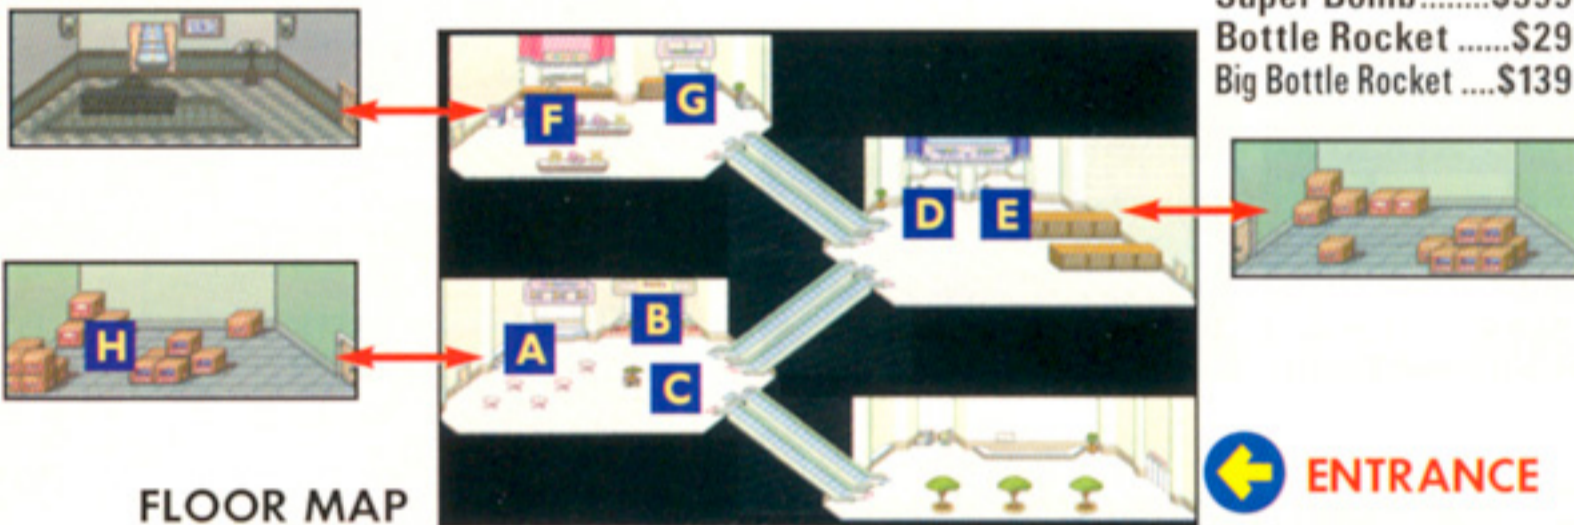 Bottle Rocket ......$29
Big Bottle Rocket ....$139
F
G
D
E
H
A
B
C
ENTRANCE
FLOOR MAP